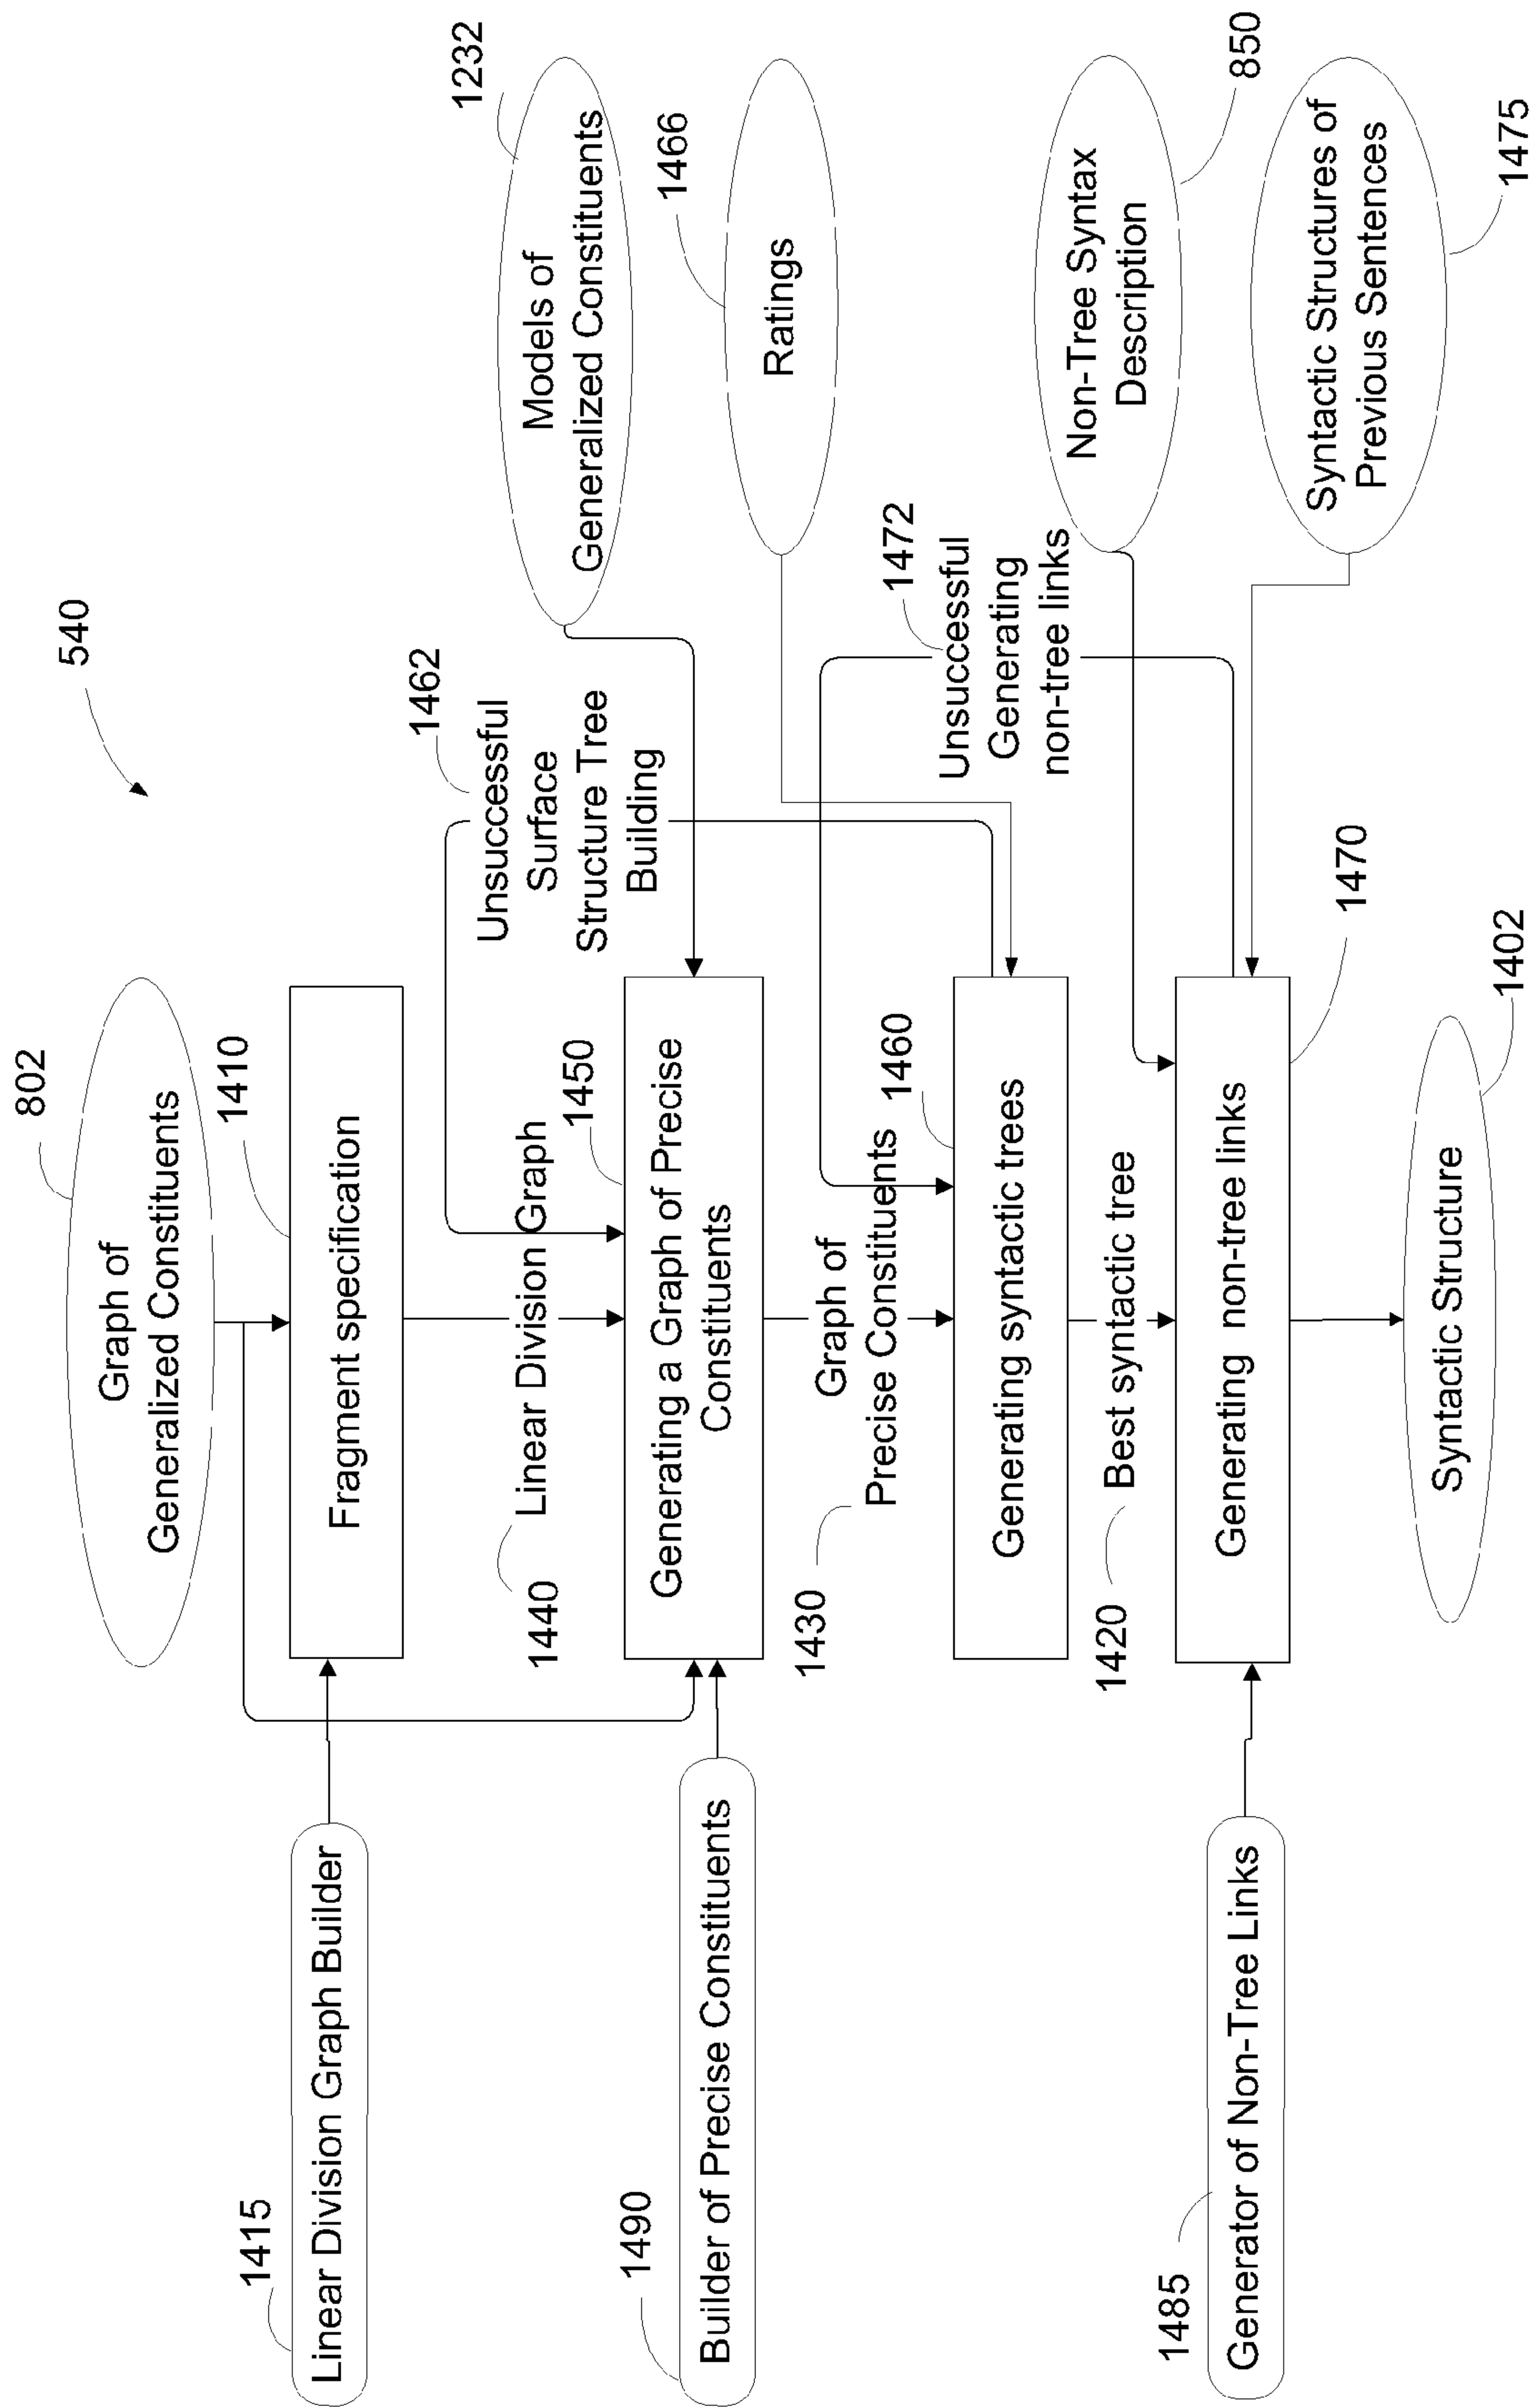 540
802
Graph of
Generalized Constituents
1410
1415
Linear Division Graph Builder
Fragment specification
1462
Unsuccessful
Surface
Structure Tree
Building
1232
Models of
Generalized Constituents
1440
Linear Division Graph
1450
1490
Builder of Precise Constituents
Generating a Graph of Precise
Constituents
1466
Ratings
1430
Graph of
Precise Constituents
1460
1472
Unsuccessful
Generating
non-tree links
Generating syntactic trees
Non-Tree Syntax
Description
850
1420
Best syntactic tree
1485
Generator of Non-Tree Links
Generating non-tree links
1470
Syntactic Structures of
Previous Sentences
1475
Syntactic Structure
1402